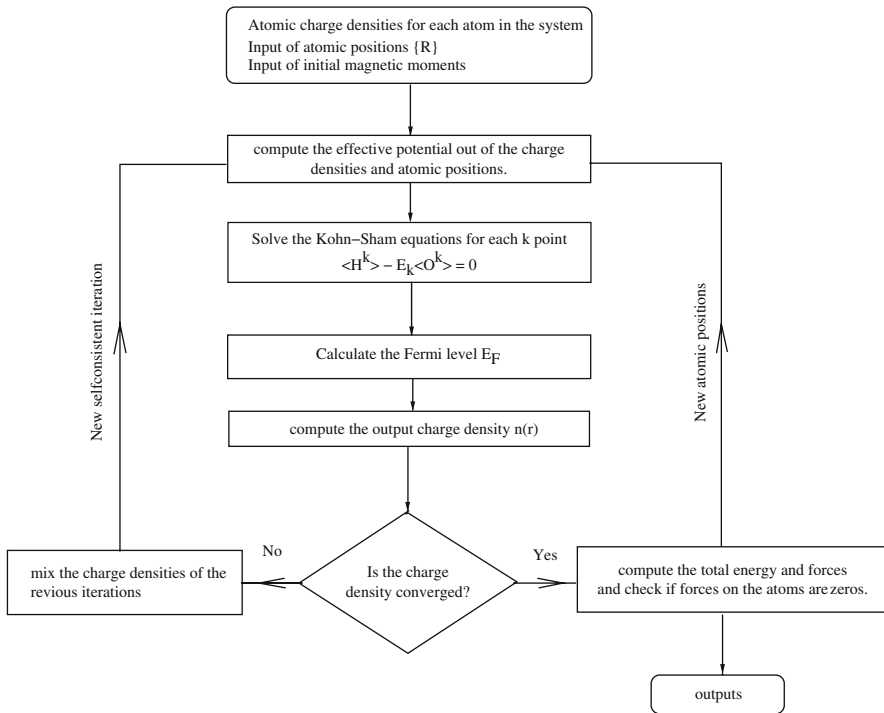 Atomic charge densities for each atom in the system
Input of atomic positions {R}
Input of initial magnetic moments
compute the effective potential out of the charge
densities and atomic positions.
Solve the Kohn−Sham equations for each k point
<H^k> − E_k<O^k> = 0
Calculate the Fermi level E_F
compute the output charge density n(r)
New selfconsistent iteration
New atomic positions
No
Yes
Is the charge
density converged?
mix the charge densities of the
revious iterations
compute the total energy and forces
and check if forces on the atoms are zeros.
outputs